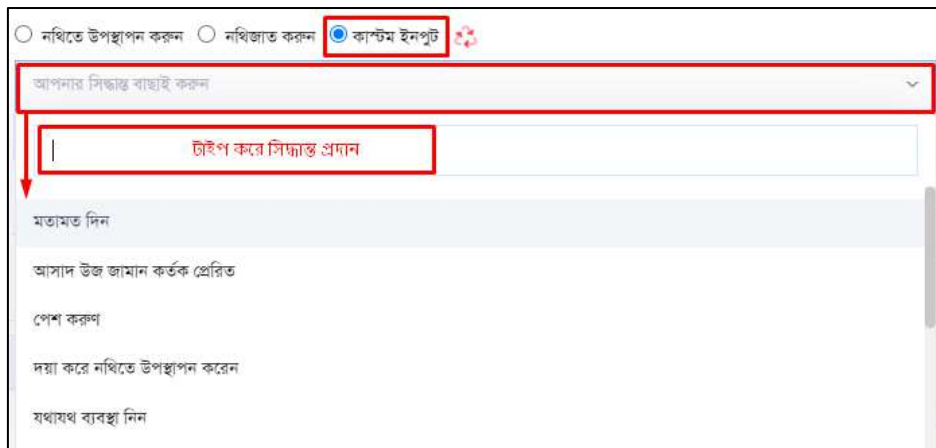 নথিতে উপস্থাপন করুন নথিজাত করুন কাস্টম ইনপুট
আপনার সিদ্ধান্ত বাছাই করুন
টাইপ করে সিদ্ধান্ত প্রদান
মতামত দিন
আসাদ উজ জামান কর্তক প্রেরিত
পেশ করুণ
দয়া করে নথিতে উপস্থাপন করেন
যথাযথ ব্যবস্থা নিন